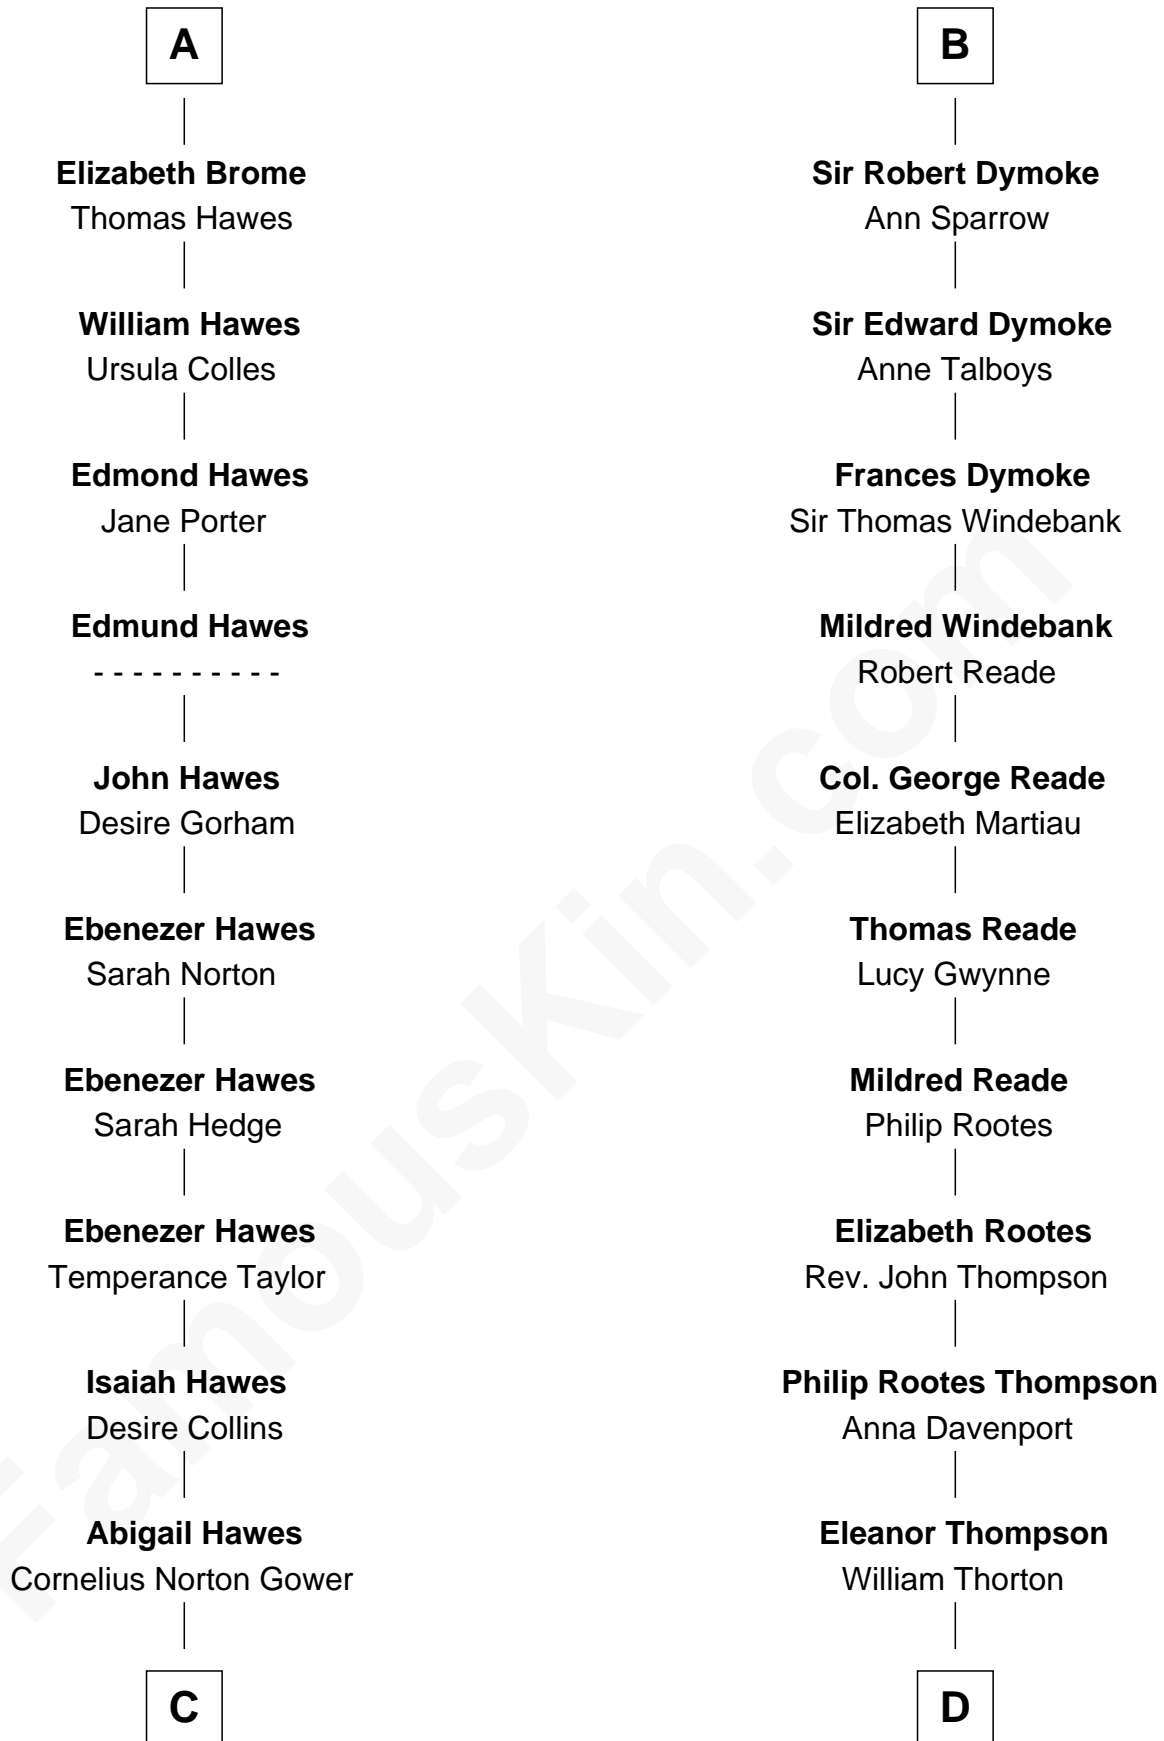 A
Elizabeth Brome
Thomas Hawes
William Hawes
Ursula Colles
Edmond Hawes
Jane Porter
Edmund Hawes
- - - - - - - - - -
John Hawes
Desire Gorham
Ebenezer Hawes
Sarah Norton
Ebenezer Hawes
Sarah Hedge
Ebenezer Hawes
Temperance Taylor
Isaiah Hawes
Desire Collins
Abigail Hawes
Cornelius Norton Gower
C
B
Sir Robert Dymoke
Ann Sparrow
Sir Edward Dymoke
Anne Talboys
Frances Dymoke
Sir Thomas Windebank
Mildred Windebank
Robert Reade
Col. George Reade
Elizabeth Martiau
Thomas Reade
Lucy Gwynne
Mildred Reade
Philip Rootes
Elizabeth Rootes
Rev. John Thompson
Philip Rootes Thompson
Anna Davenport
Eleanor Thompson
William Thorton
D
FamousKin.com